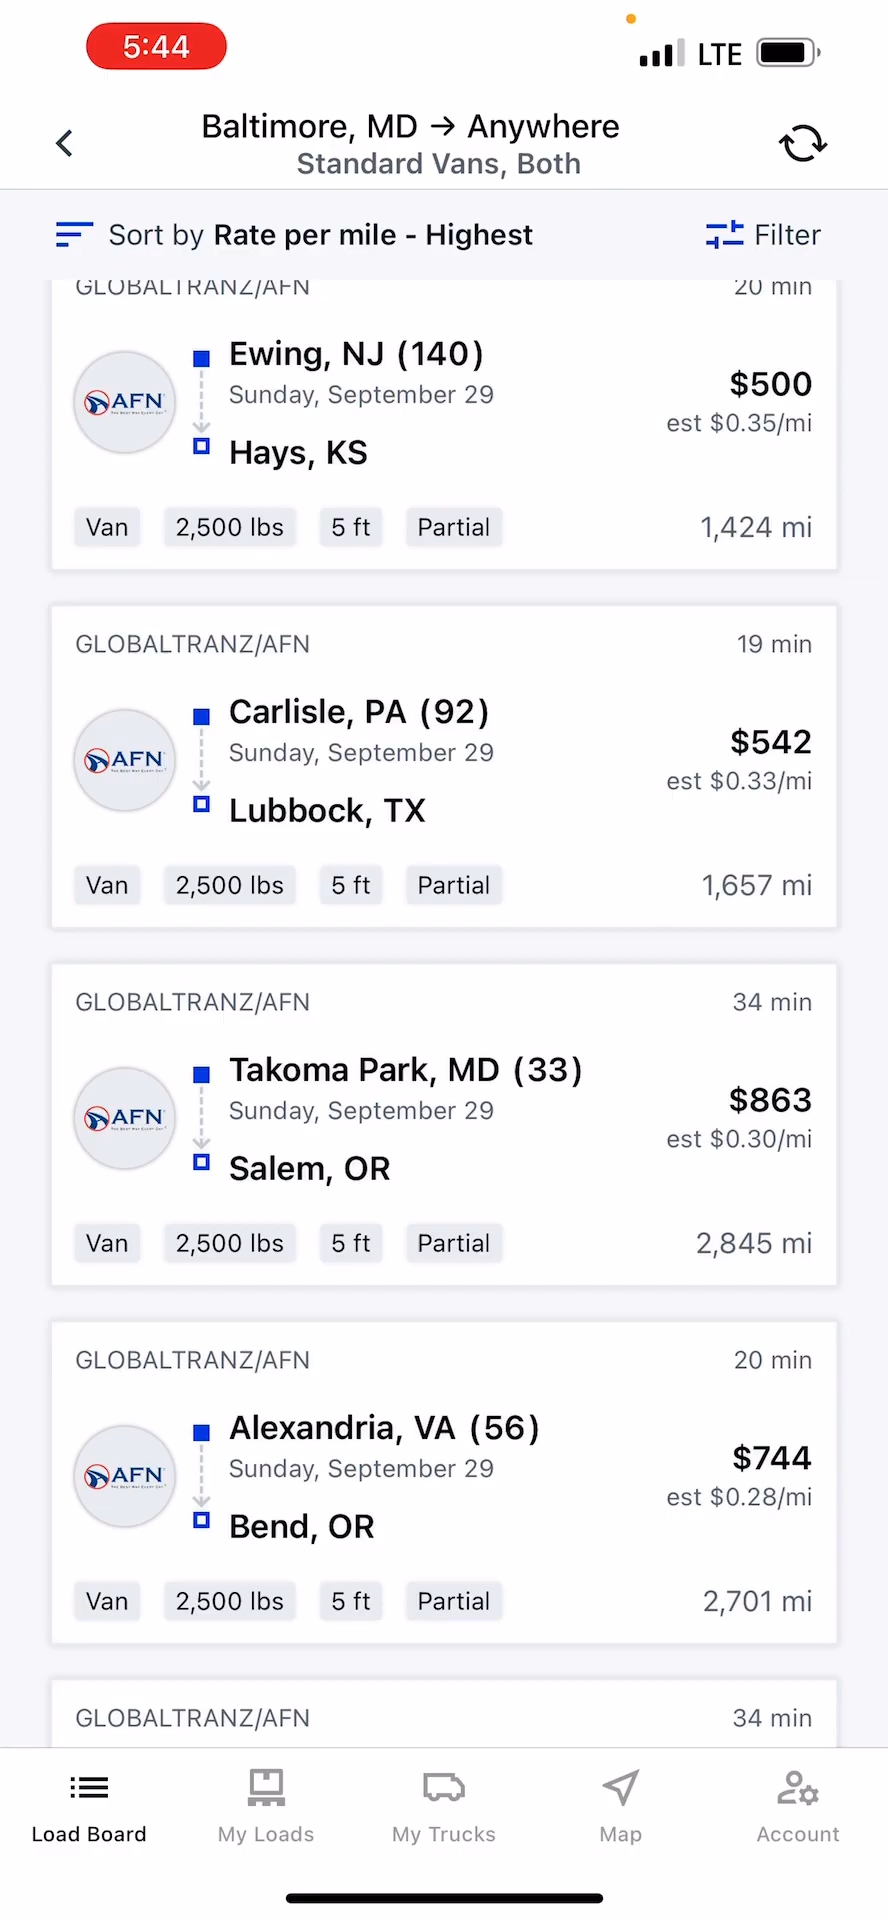 5:44
LTE
Baltimore, MD → Anywhere
Standard Vans, Both
Sort by Rate per mile - Highest
Filter
GLOBALTRANZ/AFN
20 min
AFN
Ewing, NJ (140)
Sunday, September 29
Hays, KS
$500
est $0.35/mi
Van 2,500 lbs 5 ft Partial
1,424 mi
GLOBALTRANZ/AFN
19 min
AFN
Carlisle, PA (92)
Sunday, September 29
Lubbock, TX
$542
est $0.33/mi
Van 2,500 lbs 5 ft Partial
1,657 mi
GLOBALTRANZ/AFN
34 min
AFN
Takoma Park, MD (33)
Sunday, September 29
Salem, OR
$863
est $0.30/mi
Van 2,500 lbs 5 ft Partial
2,845 mi
GLOBALTRANZ/AFN
20 min
AFN
Alexandria, VA (56)
Sunday, September 29
Bend, OR
$744
est $0.28/mi
Van 2,500 lbs 5 ft Partial
2,701 mi
GLOBALTRANZ/AFN
34 min
Load Board
My Loads
My Trucks
Map
Account